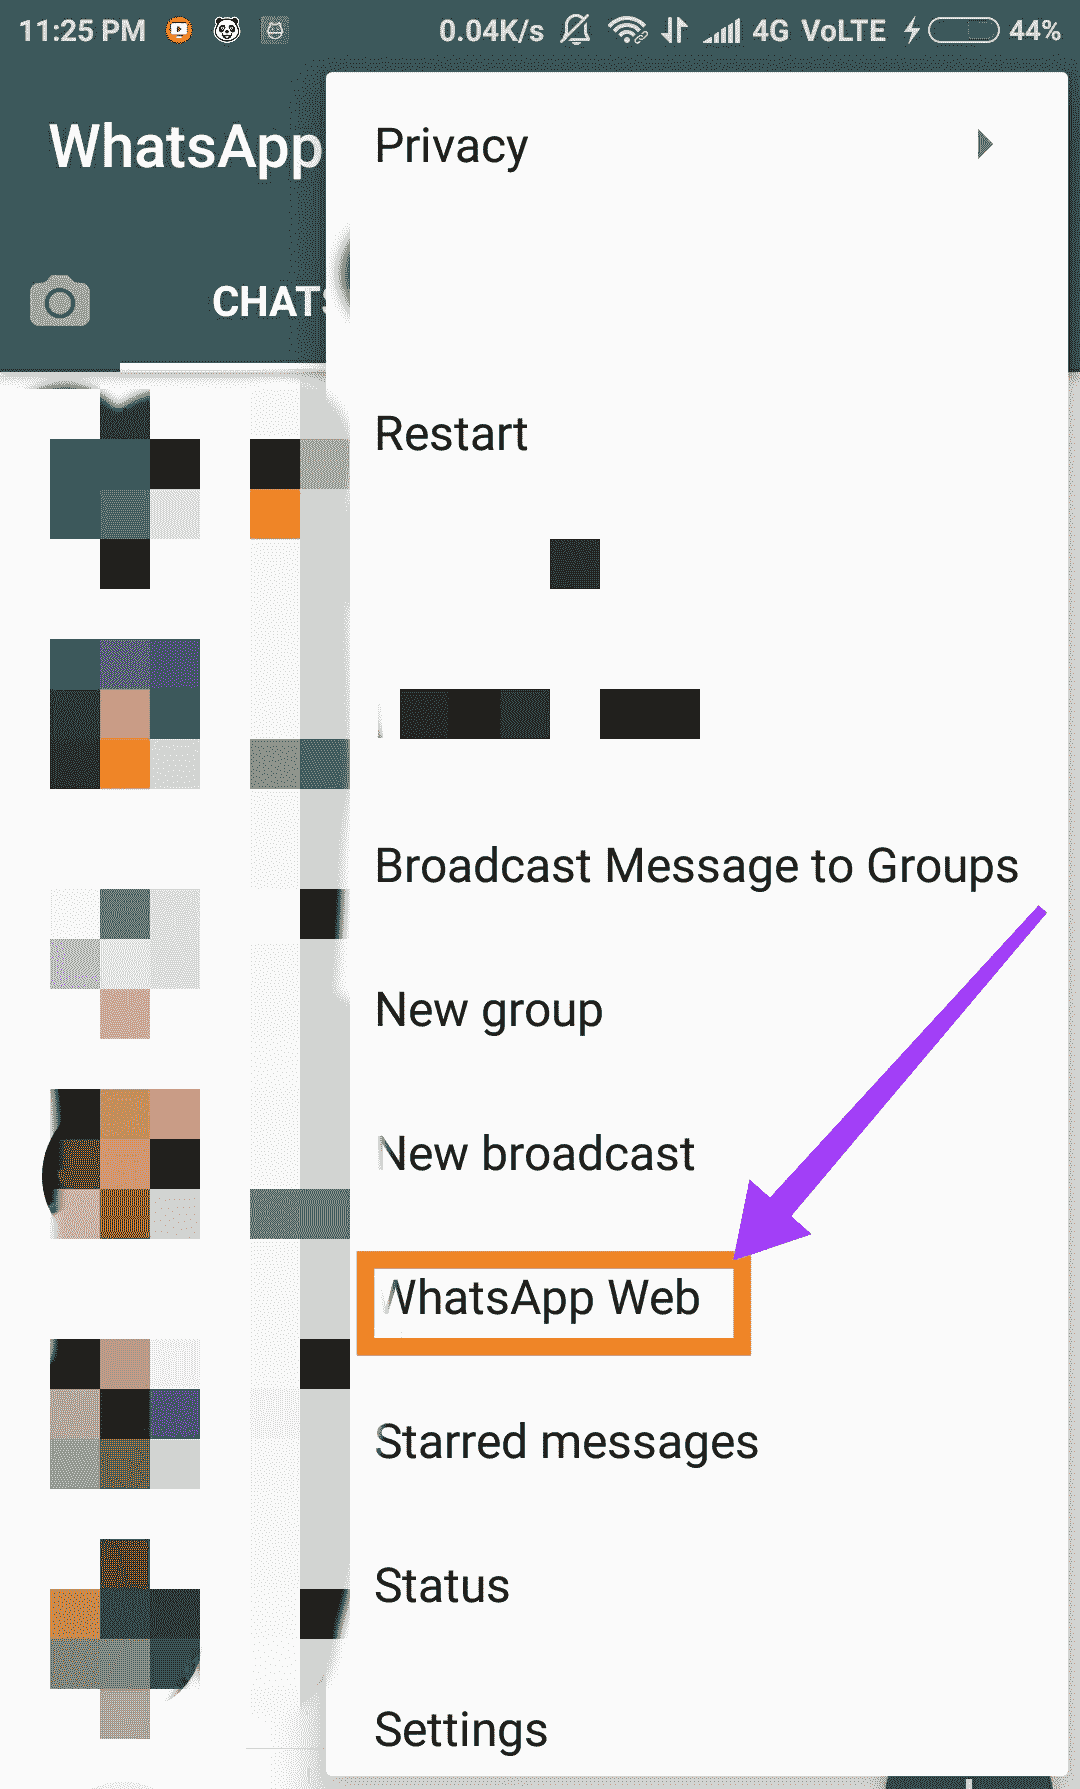 11:25 PM 0.04K/s 4G VoLTE 44%
WhatsApp
Privacy
CHATS
Restart
Broadcast Message to Groups
New group
New broadcast
WhatsApp Web
Starred messages
Status
Settings